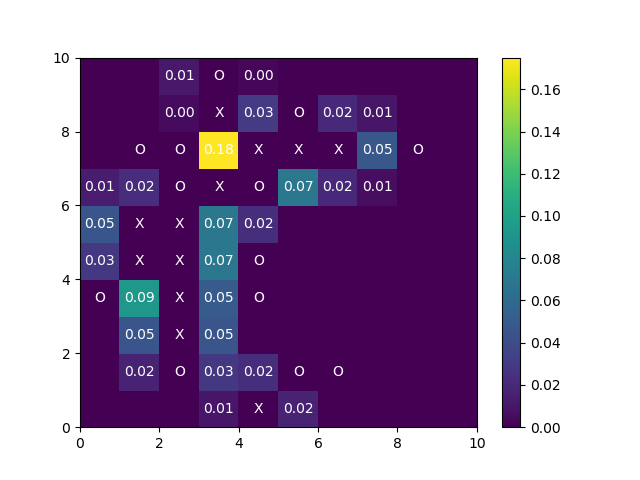 10 0.01 O 0.00
0.00 X 0.03 O 0.02 0.01 0.16
8 0.14
O O 0.18 X X X 0.05 O
0.12
0.01 0.02 O X O 0.07 0.02 0.01
6 0.10
0.05 X X 0.07 0.02
0.08
0.03 X X 0.07 O
4 0.06
O 0.09 X 0.05 O
0.05 X 0.05 0.04
2
0.02 O 0.03 0.02 O O 0.02
0.01 X 0.02
0 0.00
0 2 4 6 8 10